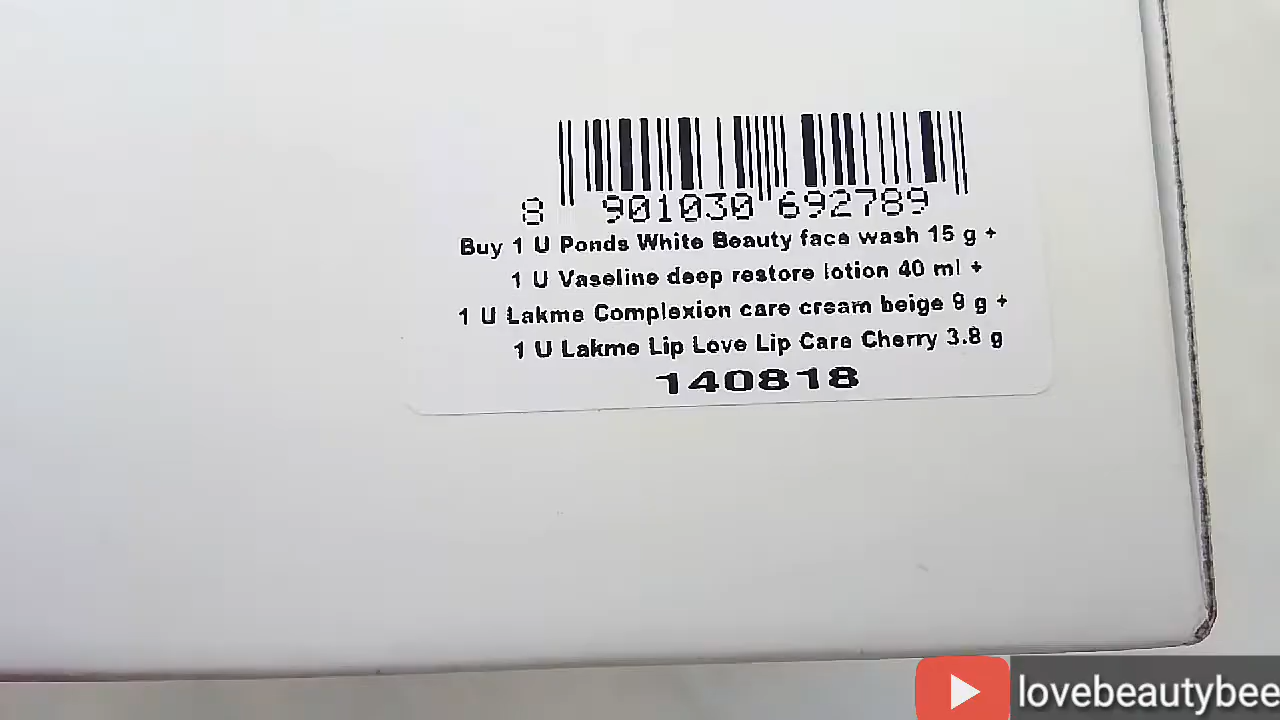 8 901030 692789
Buy 1 U Ponds White Beauty face wash 15 g +
1 U Vaseline deep restore lotion 40 ml +
1 U Lakme Complexion care cream beige 9 g +
1 U Lakme Lip Love Lip Care Cherry 3.8 g
140818
lovebeautybee